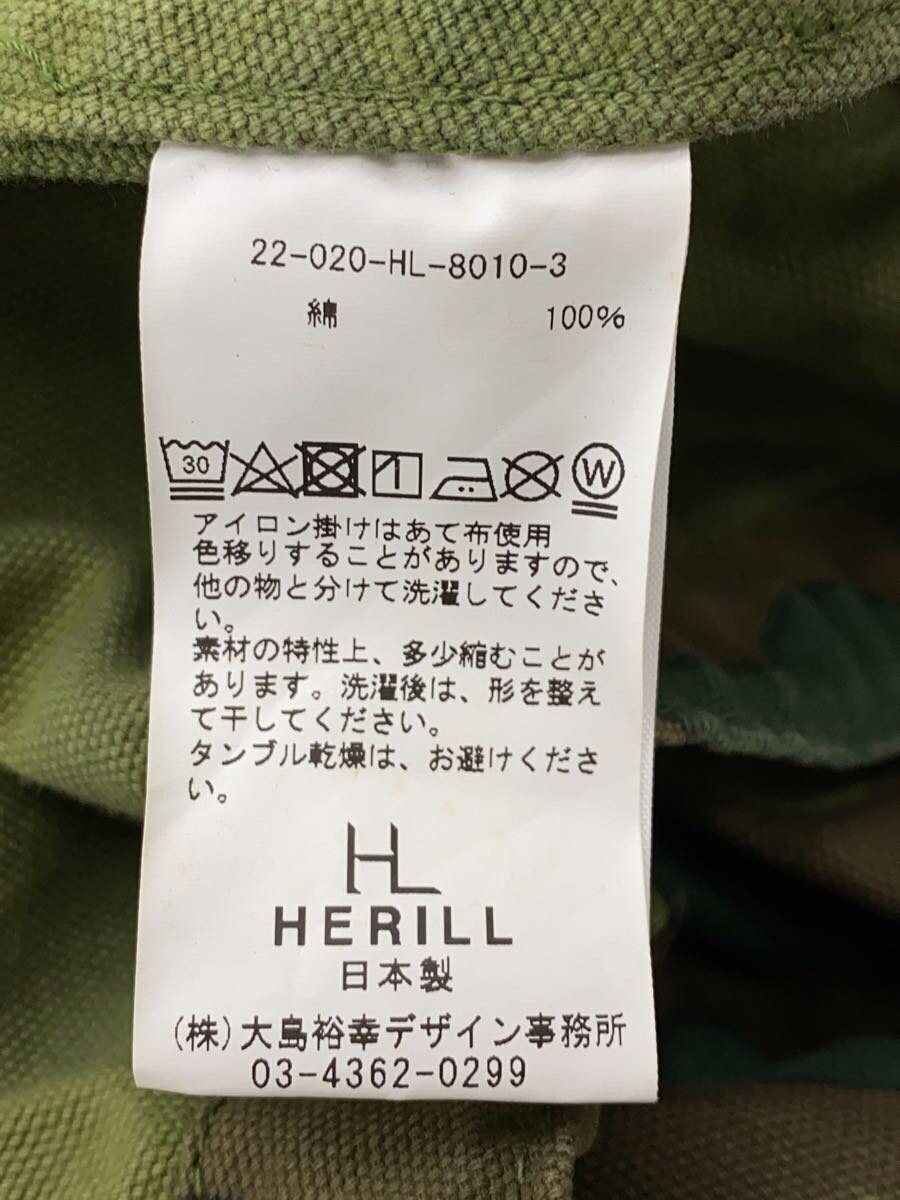 22-020-HL-8010-3
綿 100%
30 W
アイロン掛けはあて布使用
色移りすることがありますので、
他の物と分けて洗濯してくださ
い。
素材の特性上、多少縮むことが
あります。洗濯後は、形を整え
て干してください。
タンブル乾燥は、お避けくださ
い。
HL
HERILL
日本製
(株)大島裕幸デザイン事務所
03-4362-0299